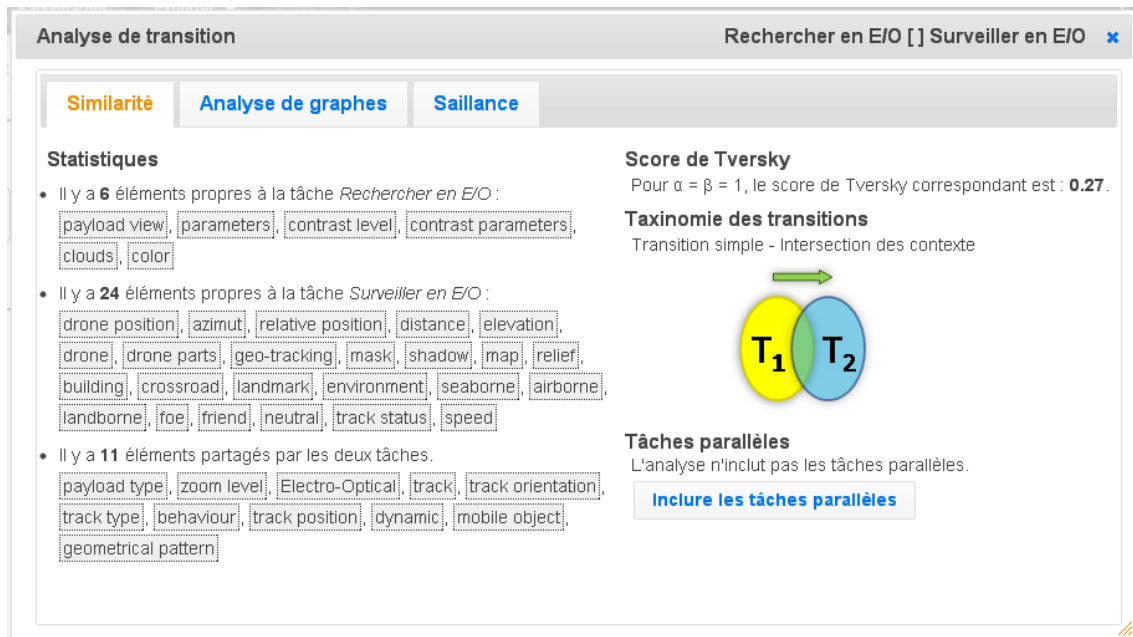 Analyse de transition
Rechercher en E/O [ ] Surveiller en E/O
Similarité
Analyse de graphes
Saillance
Statistiques
Il y a 6 éléments propres à la tâche Rechercher en E/O :
payload view, parameters, contrast level, contrast parameters,
clouds, color
Il y a 24 éléments propres à la tâche Surveiller en E/O :
drone position, azimut, relative position, distance, elevation,
drone, drone parts, geo-tracking, mask, shadow, map, relief,
building, crossroad, landmark, environment, seaborne, airborne,
landborne, foe, friend, neutral, track status, speed
Il y a 11 éléments partagés par les deux tâches.
payload type, zoom level, Electro-Optical, track, track orientation,
track type, behaviour, track position, dynamic, mobile object,
geometrical pattern
Score de Tversky
Pour α = β = 1, le score de Tversky correspondant est : 0.27.
Taxinomie des transitions
Transition simple - Intersection des contexte
T1 T2
Tâches parallèles
L'analyse n'inclut pas les tâches parallèles.
Inclure les tâches parallèles